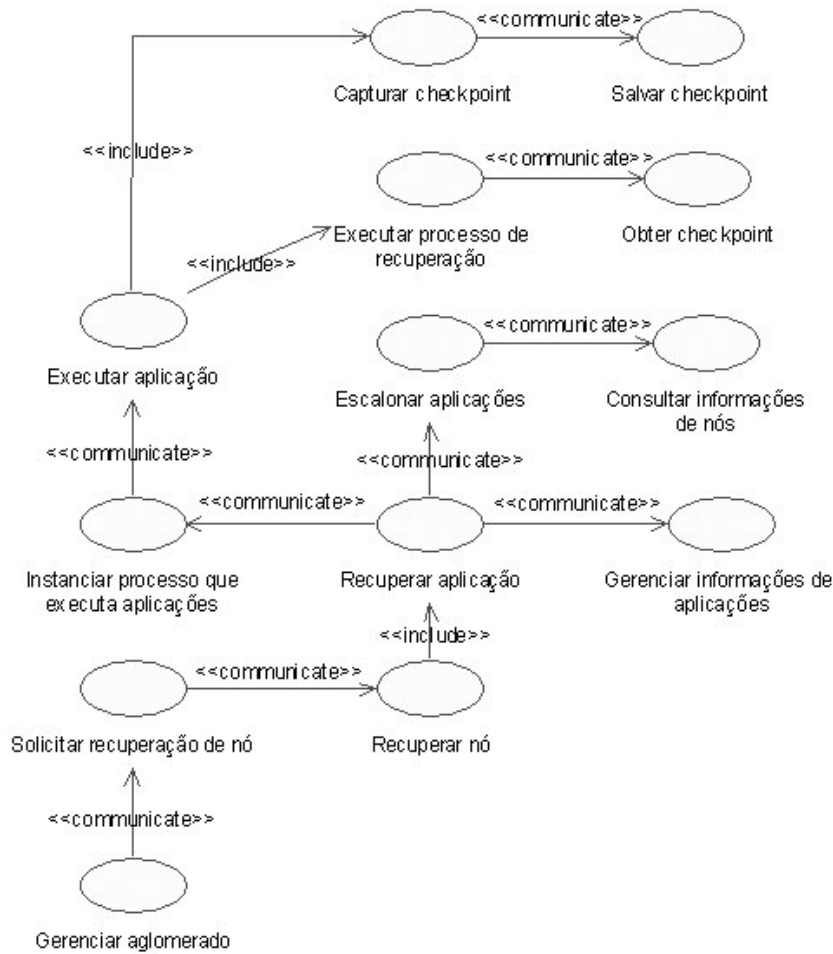 <<communicate>>
Capturar checkpoint
Salvar checkpoint
<<include>>
<<communicate>>
Executar processo de
recuperação
Obter checkpoint
<<include>>
<<communicate>>
Executar aplicação
Escalonar aplicações
Consultar informações
de nós
<<communicate>>
<<communicate>>
<<communicate>>
<<communicate>>
Instanciar processo que
executa aplicações
Recuperar aplicação
Gerenciar informações de
aplicações
<<include>>
<<communicate>>
Solicitar recuperação de nó
Recuperar nó
<<communicate>>
Gerenciar aglomerado